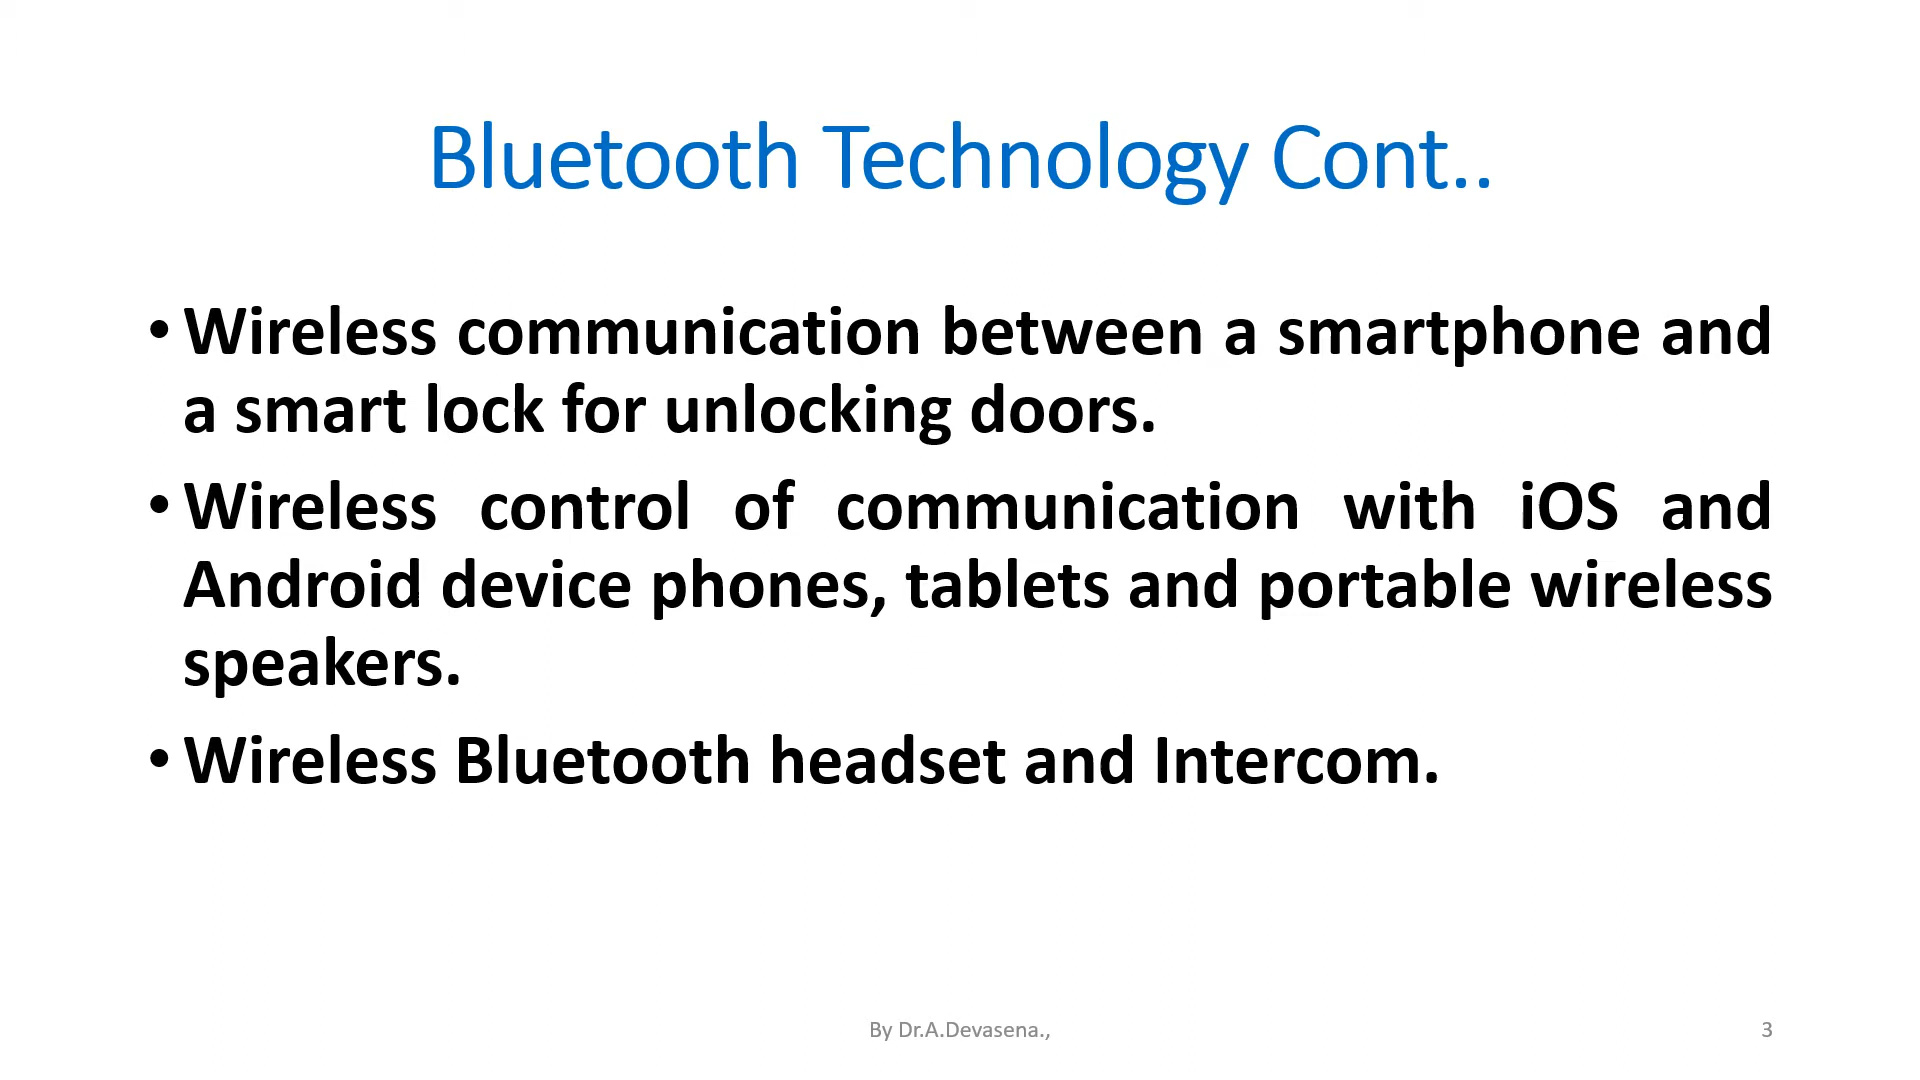 Bluetooth Technology Cont..
• Wireless communication between a smartphone and
a smart lock for unlocking doors.
• Wireless control of communication with iOS and
Android device phones, tablets and portable wireless
speakers.
• Wireless Bluetooth headset and Intercom.
By Dr.A.Devasena.,
3